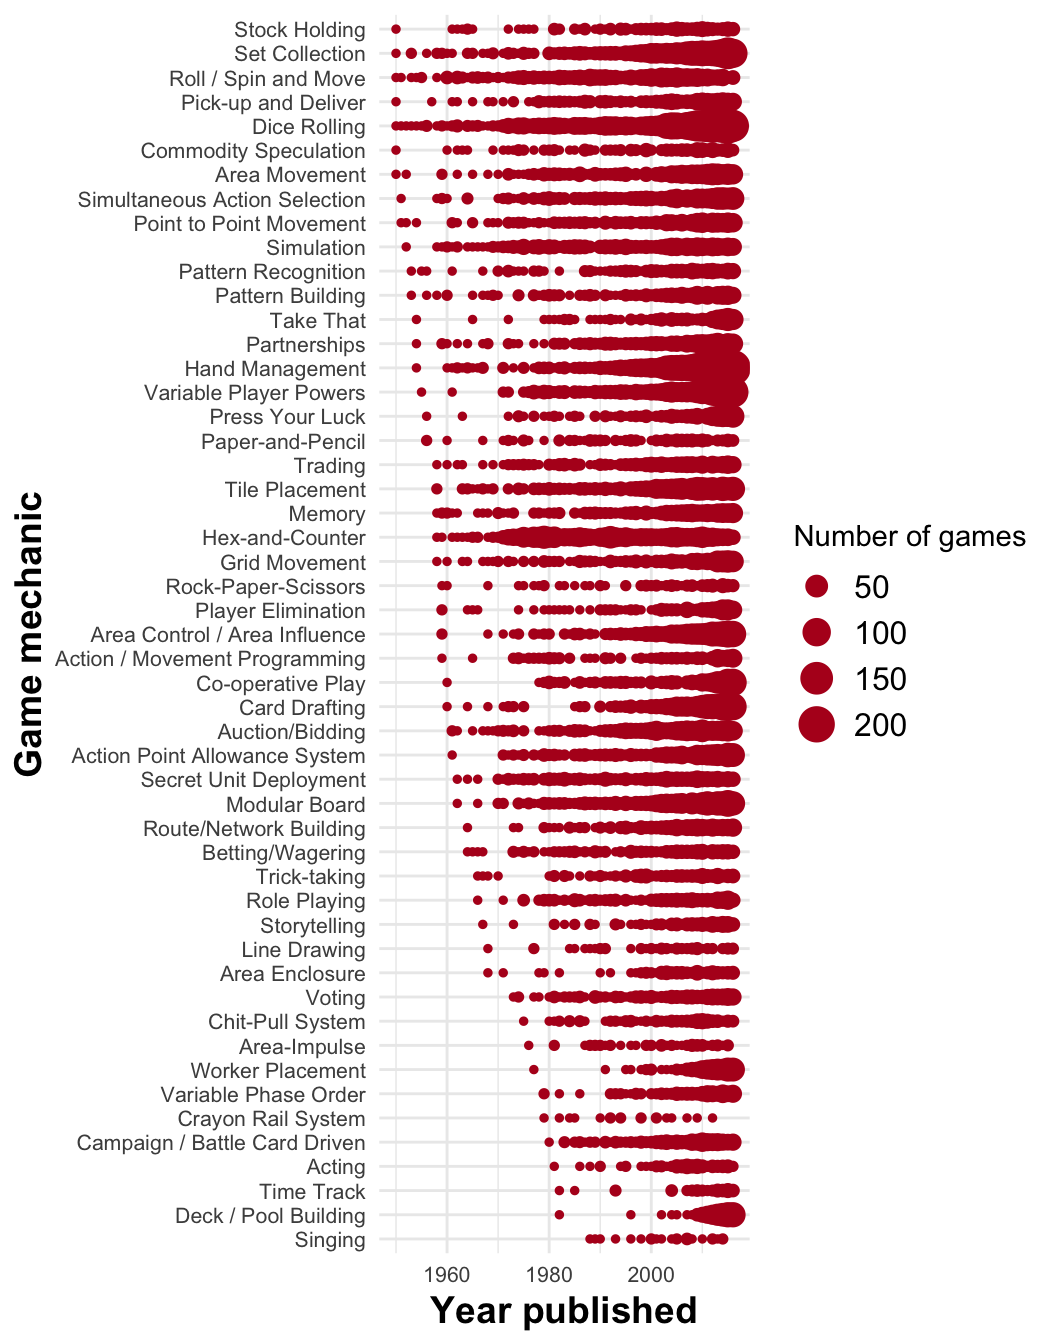 Stock Holding
Set Collection
Roll / Spin and Move
Pick-up and Deliver
Dice Rolling
Commodity Speculation
Area Movement
Simultaneous Action Selection
Point to Point Movement
Simulation
Pattern Recognition
Pattern Building
Take That
Partnerships
Hand Management
Variable Player Powers
Press Your Luck
Paper-and-Pencil
Trading
Tile Placement
Memory
Hex-and-Counter
Grid Movement
Rock-Paper-Scissors
Player Elimination
Area Control / Area Influence
Action / Movement Programming
Co-operative Play
Card Drafting
Auction/Bidding
Action Point Allowance System
Secret Unit Deployment
Modular Board
Route/Network Building
Betting/Wagering
Trick-taking
Role Playing
Storytelling
Line Drawing
Area Enclosure
Voting
Chit-Pull System
Area-Impulse
Worker Placement
Variable Phase Order
Crayon Rail System
Campaign / Battle Card Driven
Acting
Time Track
Deck / Pool Building
Singing
Game mechanic
1960 1980 2000
Year published
Number of games
50
100
150
200